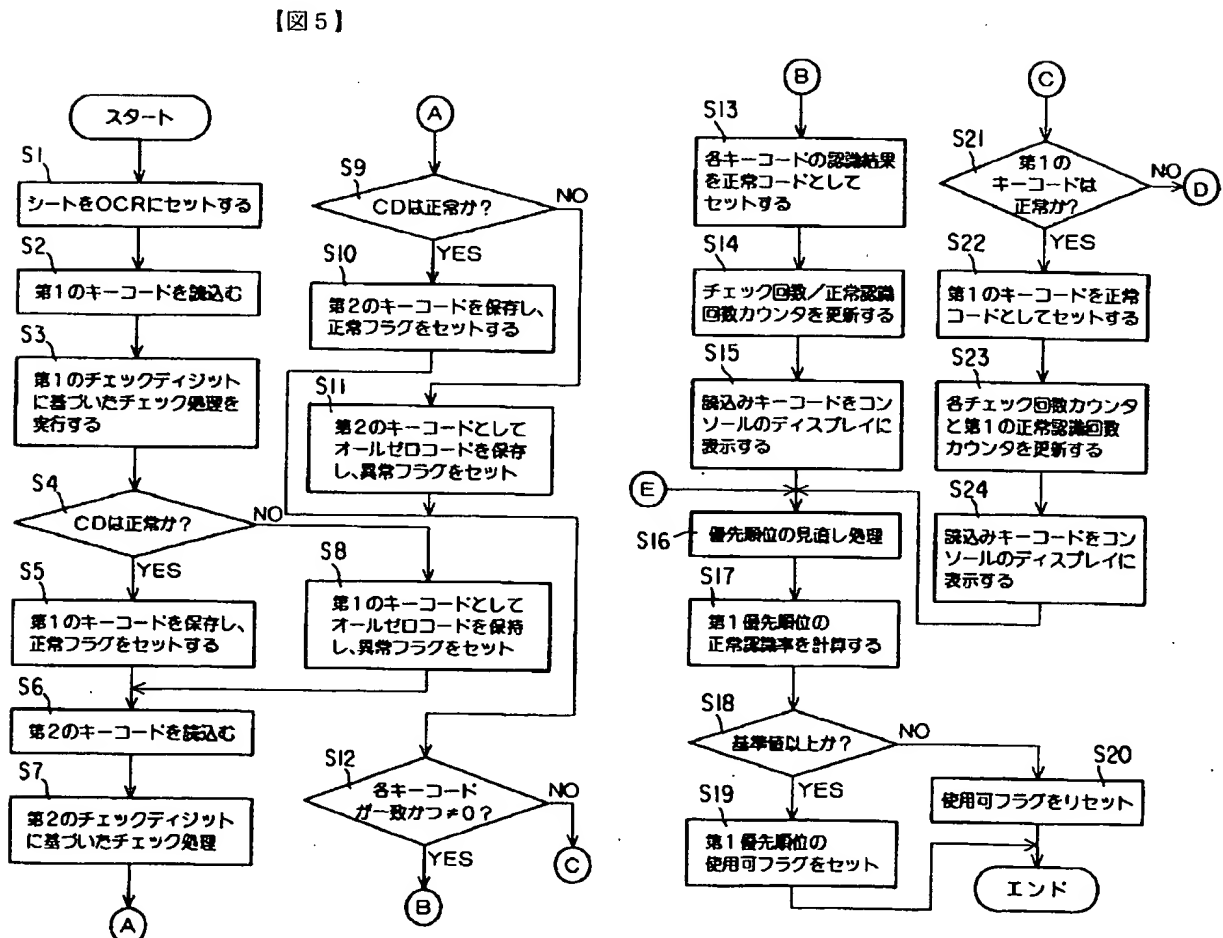 【図5】
スタート
S1
シートをOCRにセットする
S2
第1のキーコードを読込む
S3
第1のチェックディジット
に基づいたチェック処理を
実行する
S4
CDは正常か?
NO
YES
S5
第1のキーコードを保存し、
正常フラグをセットする
S6
第2のキーコードを読込む
S7
第2のチェックディジット
に基づいたチェック処理
A
A
S9
CDは正常か?
NO
YES
S10
第2のキーコードを保存し、
正常フラグをセットする
S11
第2のキーコードとして
オールゼロコードを保存
し、異常フラグをセット
S8
第1のキーコードとして
オールゼロコードを保持
し、異常フラグをセット
S12
各キーコード
が一致かつ≠0?
NO
C
YES
B
B
S13
各キーコードの認識結果
を正常コードとして
セットする
S14
チェック回数/正常認識
回数カウンタを更新する
S15
読込みキーコードをコン
ソールのディスプレイに
表示する
E
S16
優先順位の見直し処理
S17
第1優先順位の
正常認識率を計算する
S18
基準値以上か?
NO
YES
S19
第1優先順位の
使用可フラグをセット
S20
使用可フラグをリセット
エンド
C
S21
第1の
キーコードは
正常か?
NO
D
YES
S22
第1のキーコードを正常
コードとしてセットする
S23
各チェック回数カウンタ
と第1の正常認識回数
カウンタを更新する
S24
読込みキーコードをコン
ソールのディスプレイに
表示する